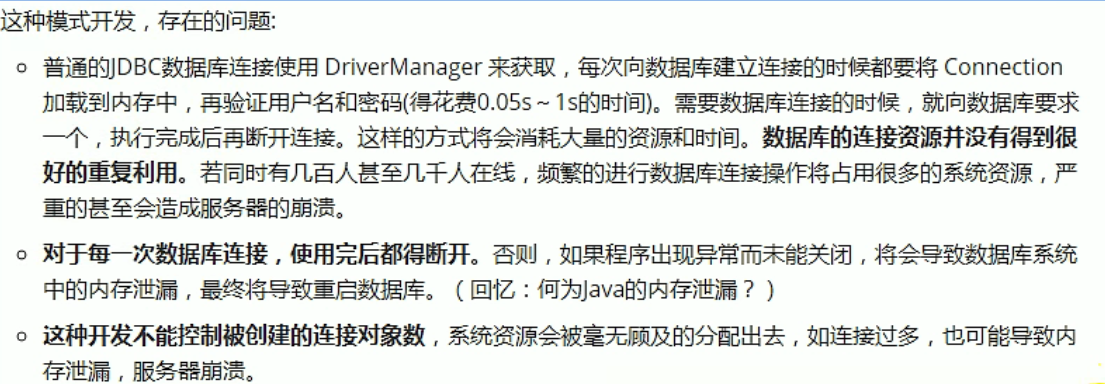 这种模式开发，存在的问题:
普通的JDBC数据库连接使用 DriverManager 来获取，每次向数据库建立连接的时候都要将 Connection
加载到内存中，再验证用户名和密码(得花费0.05s～1s的时间)。需要数据库连接的时候，就向数据库要求
一个，执行完成后再断开连接。这样的方式将会消耗大量的资源和时间。数据库的连接资源并没有得到很
好的重复利用。若同时有几百人甚至几千人在线，频繁的进行数据库连接操作将占用很多的系统资源，严
重的甚至会造成服务器的崩溃。
对于每一次数据库连接，使用完后都得断开。否则，如果程序出现异常而未能关闭，将会导致数据库系统
中的内存泄漏，最终将导致重启数据库。（回忆：何为Java的内存泄漏？）
这种开发不能控制被创建的连接对象数，系统资源会被毫无顾及的分配出去，如连接过多，也可能导致内
存泄漏，服务器崩溃。